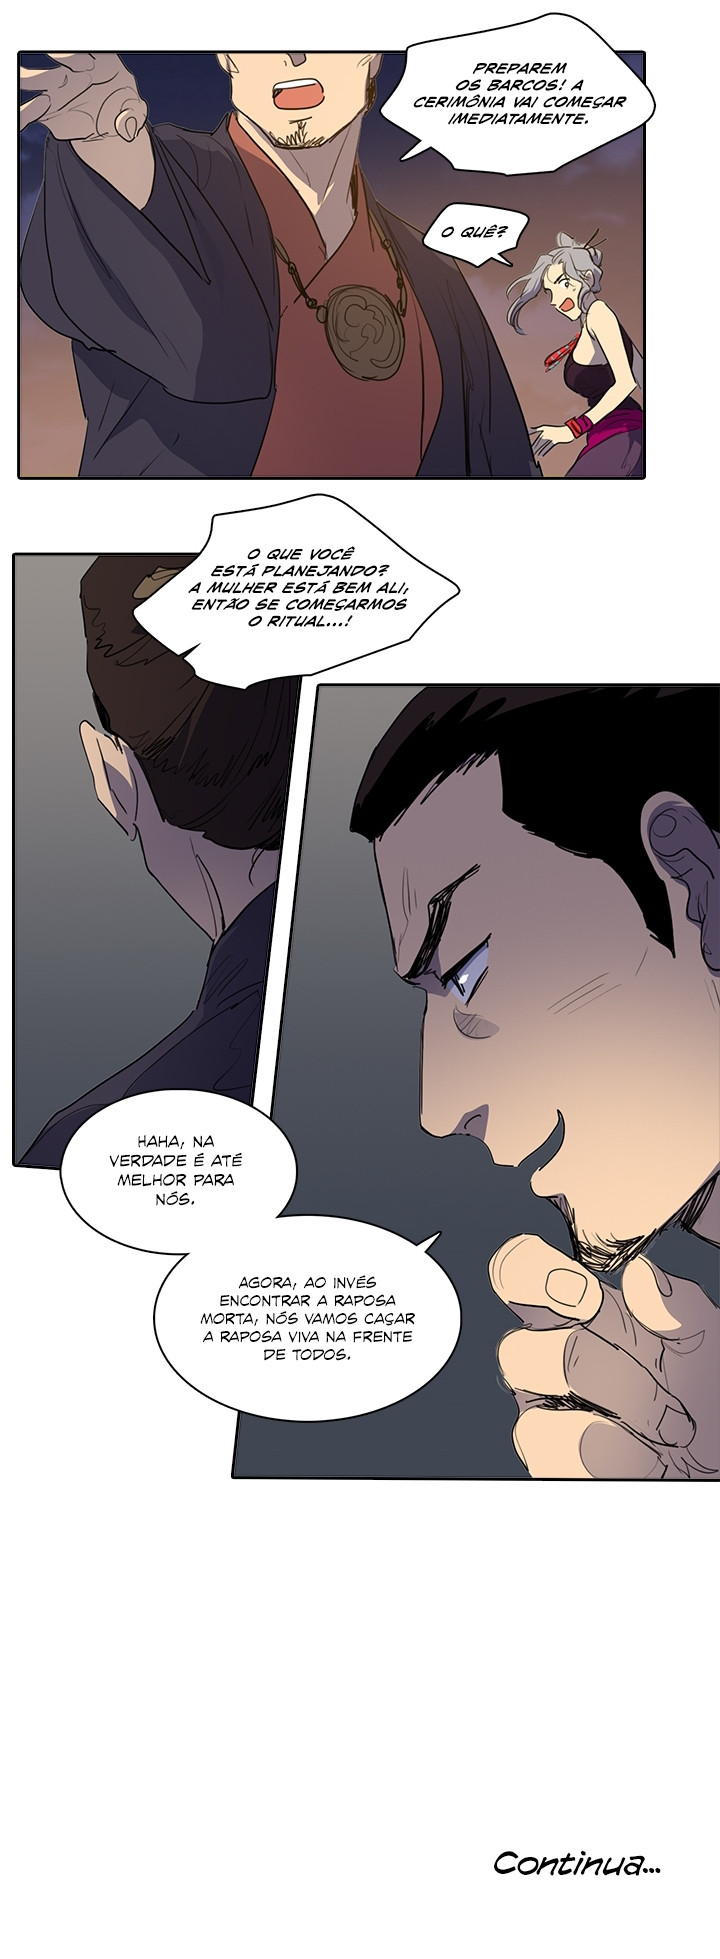 PREPAREM
OS BARCOS! A
CERIMÔNIA VAI COMEÇAR
IMEDIATAMENTE.
O QUÊ?
O QUE VOCÊ
ESTÁ PLANEJANDO?
A MULHER ESTÁ BEM ALI,
ENTÃO SE COMEÇARMOS
O RITUAL...!
HAHA, NA
VERDADE É ATÉ
MELHOR PARA
NÓS.
AGORA, AO INVÉS
ENCONTRAR A RAPOSA
MORTA, NÓS VAMOS CAÇAR
A RAPOSA VIVA NA FRENTE
DE TODOS.
Continua...